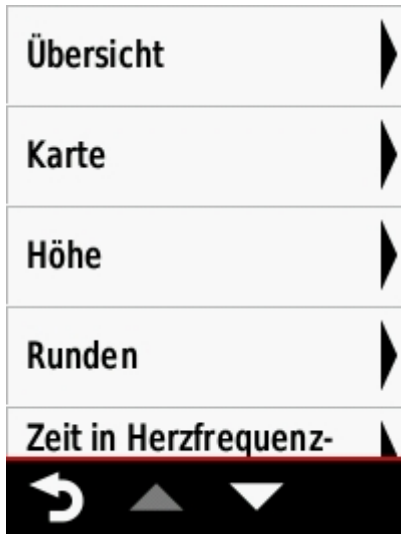 Übersicht
Karte
Höhe
Runden
Zeit in Herzfrequenz-